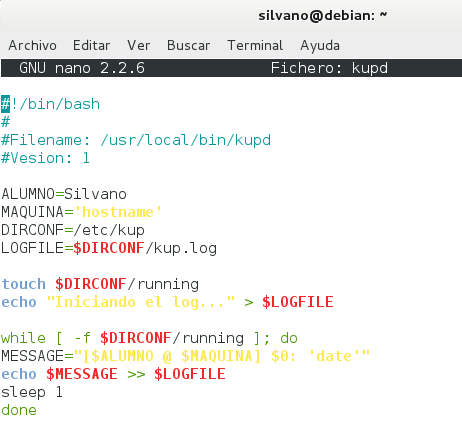 silvano@debian: ~
Archivo Editar Ver Buscar Terminal Ayuda
GNU nano 2.2.6 Fichero: kupd
#!/bin/bash
#
#Filename: /usr/local/bin/kupd
#Vesion: 1
ALUMNO=Silvano
MAQUINA='hostname'
DIRCONF=/etc/kup
LOGFILE=$DIRCONF/kup.log
touch $DIRCONF/running
echo "Iniciando el log..." > $LOGFILE
while [ -f $DIRCONF/running ]; do
MESSAGE="[$ALUMNO @ $MAQUINA] $0: 'date'"
echo $MESSAGE >> $LOGFILE
sleep 1
done